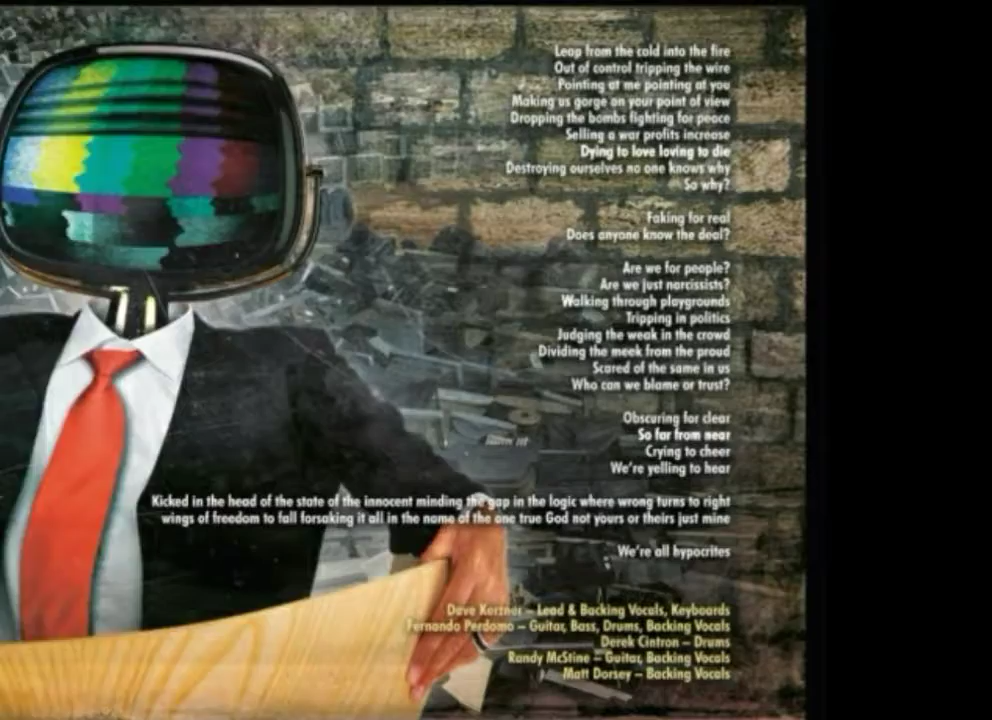 Leap from the cold into the fire
Out of control tripping the wire
Pointing at me pointing at you
Making us gorge on your point of view
Dropping the bombs fighting for peace
Selling a war profits increase
Dying to love loving to die
Destroying ourselves no one knows why
So why?
Faking for real
Does anyone know the deal?
Are we for people?
Are we just narcissists?
Walking through playgrounds
Tripping in politics
Judging the weak in the crowd
Dividing the meek from the proud
Scared of the same in us
Who can we blame or trust?
Obscuring for clear
So far from near
Crying to cheer
We're yelling to hear
Kicked in the head of the state of the innocent minding the gap in the logic where wrong turns to right
wings of freedom to fall forsaking it all in the name of the one true God not yours or theirs just mine
We're all hypocrites
Dave Kerzner – Lead & Backing Vocals, Keyboards
Fernando Perdomo – Guitar, Bass, Drums, Backing Vocals
Derek Cintron – Drums
Randy McStine – Guitar, Backing Vocals
Matt Dorsey – Backing Vocals